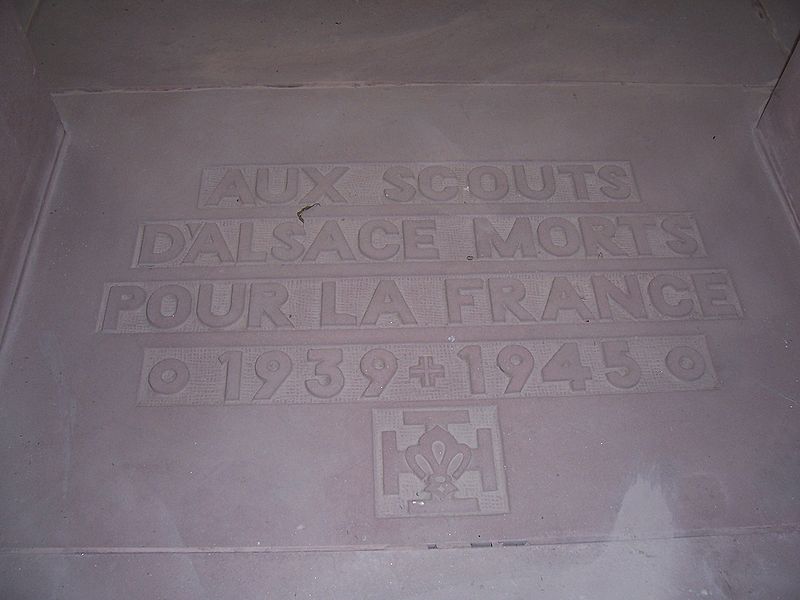 AUX SCOUTS
D'ALSACE MORTS
POUR LA FRANCE
1939 + 1945